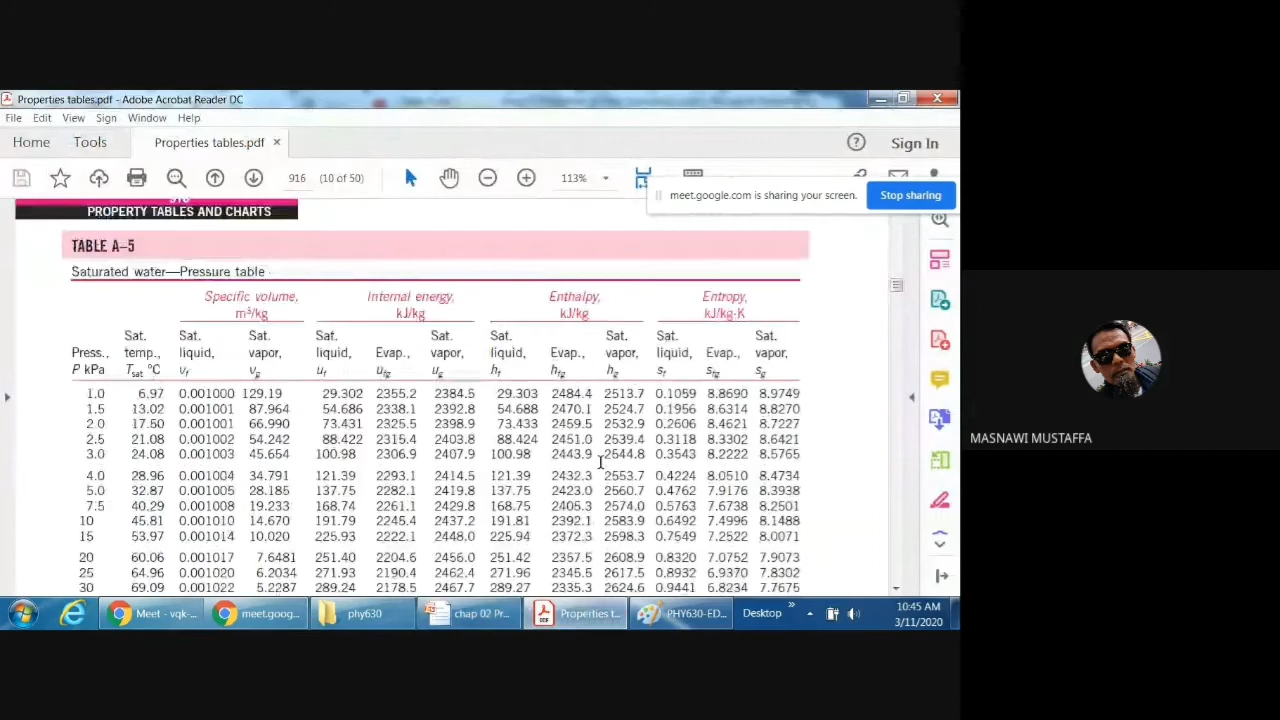 Properties tables.pdf - Adobe Acrobat Reader DC
File Edit View Sign Window Help
Home Tools Properties tables.pdf × ? Sign In
916 (10 of 50) 113%
meet.google.com is sharing your screen. Stop sharing
PROPERTY TABLES AND CHARTS
TABLE A–5
Saturated water—Pressure table
Specific volume, Internal energy, Enthalpy, Entropy,
m³/kg kJ/kg kJ/kg kJ/kg·K
Sat. Sat. Sat. Sat. Sat. Sat. Sat. Sat. Sat.
Press., temp., liquid, vapor, liquid, Evap., vapor, liquid, Evap., vapor, liquid, Evap., vapor,
P kPa Tsat °C vf vg uf ufg ug hf hfg hg sf sfg sg
1.0 6.97 0.001000 129.19 29.302 2355.2 2384.5 29.303 2484.4 2513.7 0.1059 8.8690 8.9749
1.5 13.02 0.001001 87.964 54.686 2338.1 2392.8 54.688 2470.1 2524.7 0.1956 8.6314 8.8270
2.0 17.50 0.001001 66.990 73.431 2325.5 2398.9 73.433 2459.5 2532.9 0.2606 8.4621 8.7227
2.5 21.08 0.001002 54.242 88.422 2315.4 2403.8 88.424 2451.0 2539.4 0.3118 8.3302 8.6421
3.0 24.08 0.001003 45.654 100.98 2306.9 2407.9 100.98 2443.9 2544.8 0.3543 8.2222 8.5765
4.0 28.96 0.001004 34.791 121.39 2293.1 2414.5 121.39 2432.3 2553.7 0.4224 8.0510 8.4734
5.0 32.87 0.001005 28.185 137.75 2282.1 2419.8 137.75 2423.0 2560.7 0.4762 7.9176 8.3938
7.5 40.29 0.001008 19.233 168.74 2261.1 2429.8 168.75 2405.3 2574.0 0.5763 7.6738 8.2501
10 45.81 0.001010 14.670 191.79 2245.4 2437.2 191.81 2392.1 2583.9 0.6492 7.4996 8.1488
15 53.97 0.001014 10.020 225.93 2222.1 2448.0 225.94 2372.3 2598.3 0.7549 7.2522 8.0071
20 60.06 0.001017 7.6481 251.40 2204.6 2456.0 251.42 2357.5 2608.9 0.8320 7.0752 7.9073
25 64.96 0.001020 6.2034 271.93 2190.4 2462.4 271.96 2345.5 2617.5 0.8932 6.9370 7.8302
30 69.09 0.001022 5.2287 289.24 2178.5 2467.7 289.27 2335.3 2624.6 0.9441 6.8234 7.7675
MASNAWI MUSTAFFA
Meet - vqk-... meet.goog... phy630 chap 02 Pr... Properties t... PHY630-ED... Desktop » 10:45 AM
3/11/2020